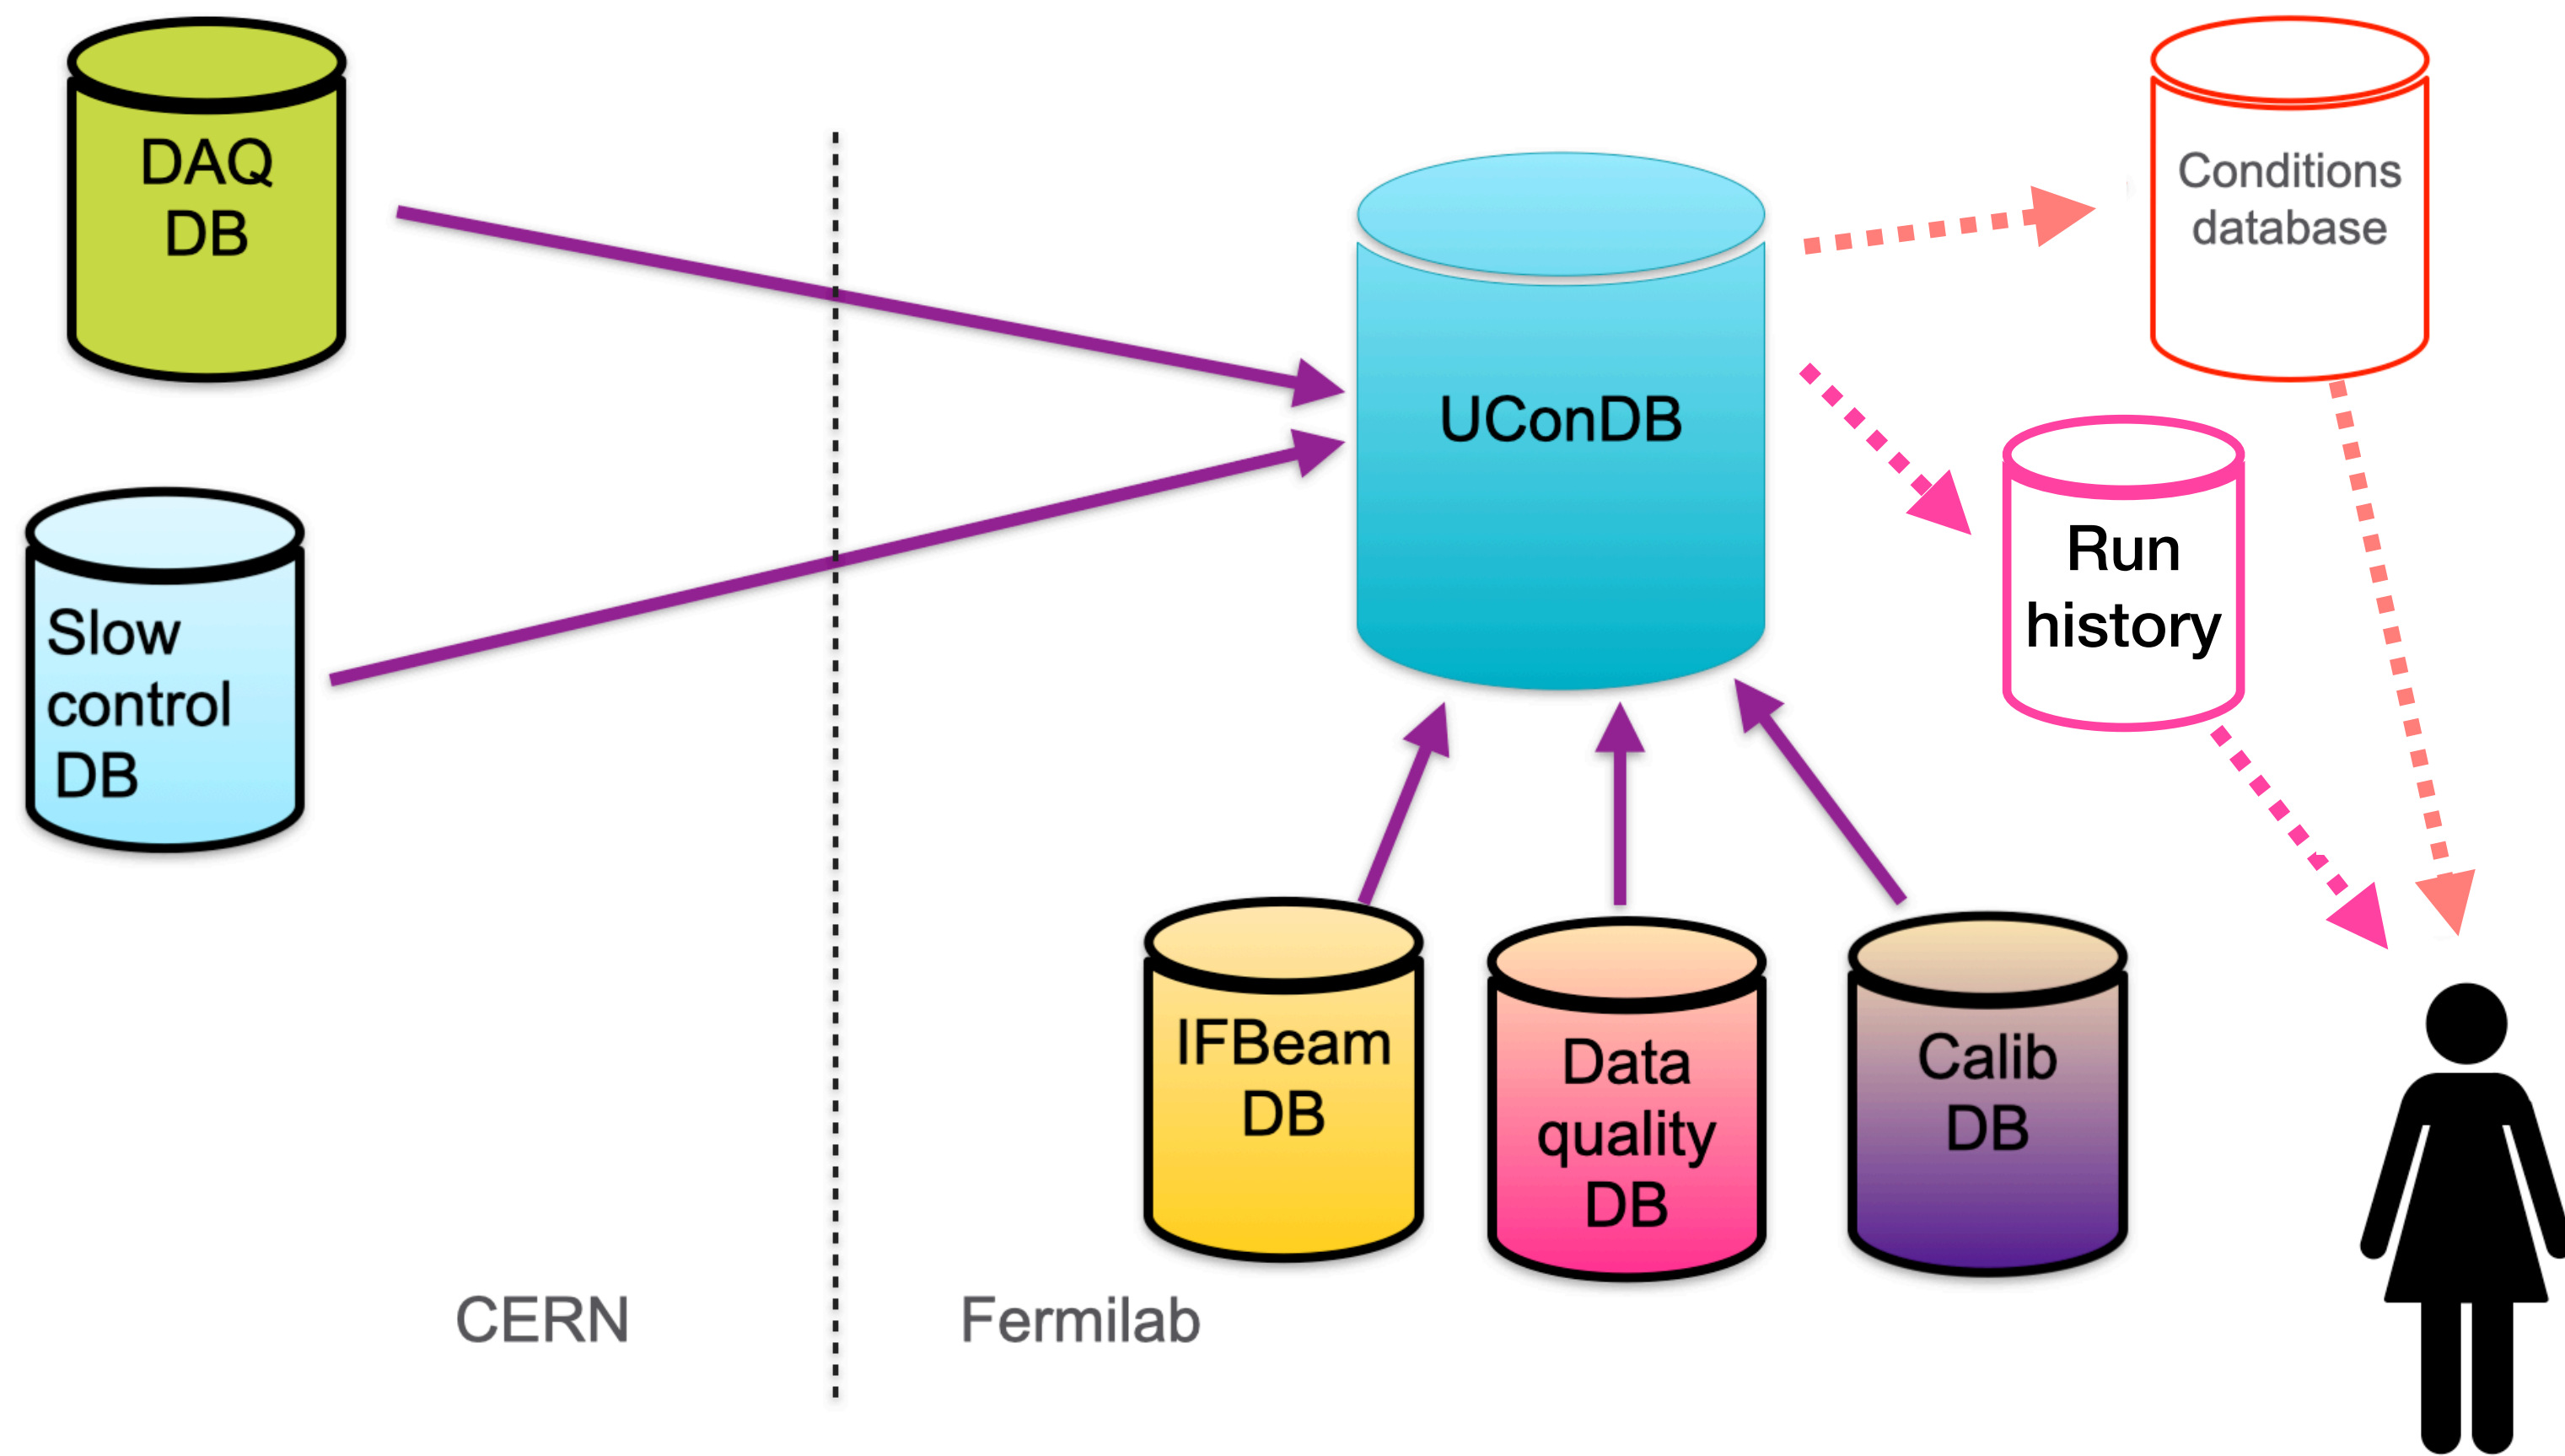 DAQ
DB
Slow
control
DB
UConDB
Conditions
database
Run
history
IFBeam
DB
Data
quality
DB
Calib
DB
CERN
Fermilab